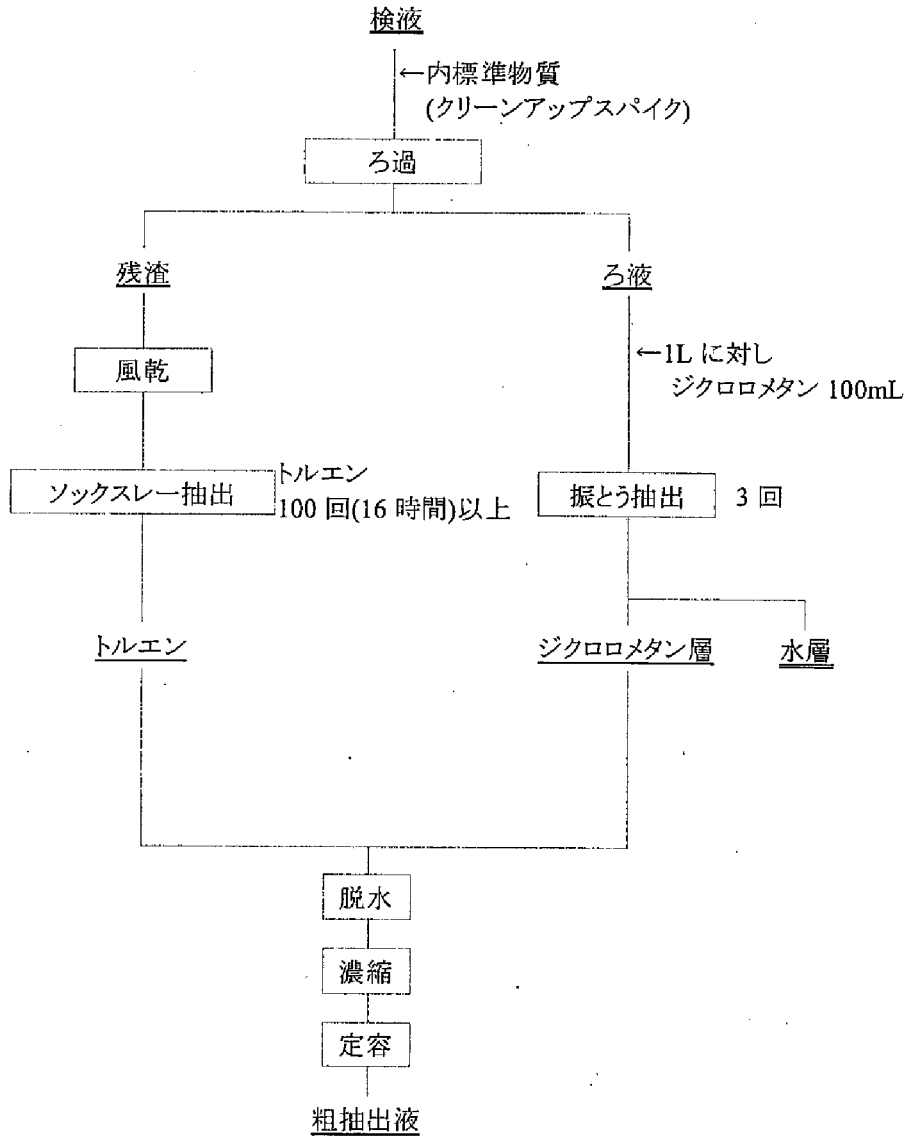 検液
←内標準物質
(クリーンアップスパイク)
ろ過
残渣
ろ液
風乾
←1L に対し
ジクロロメタン 100mL
ソックスレー抽出
トルエン
100 回(16 時間)以上
振とう抽出
3 回
トルエン
ジクロロメタン層
水層
脱水
濃縮
定容
粗抽出液